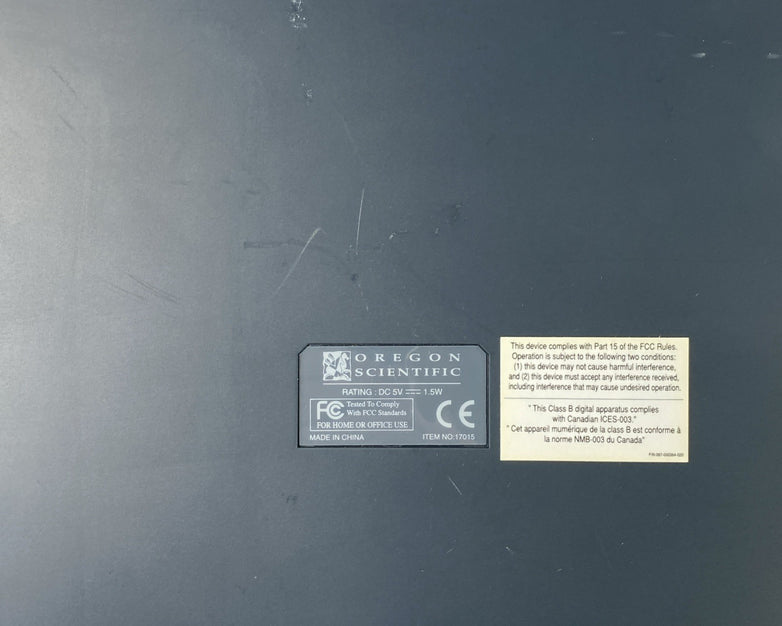 OREGON
SCIENTIFIC
RATING : DC 5V ⎓ 1.5W
FC Tested To Comply
With FCC Standards
FOR HOME OR OFFICE USE
CE
MADE IN CHINA
ITEM NO:17015
This device complies with Part 15 of the FCC Rules.
Operation is subject to the following two conditions:
(1) this device may not cause harmful interference,
and (2) this device must accept any interference received,
including interference that may cause undesired operation.
" This Class B digital apparatus complies
with Canadian ICES-003."
" Cet appareil numérique de la class B est conforme à
la norme NMB-003 du Canada"